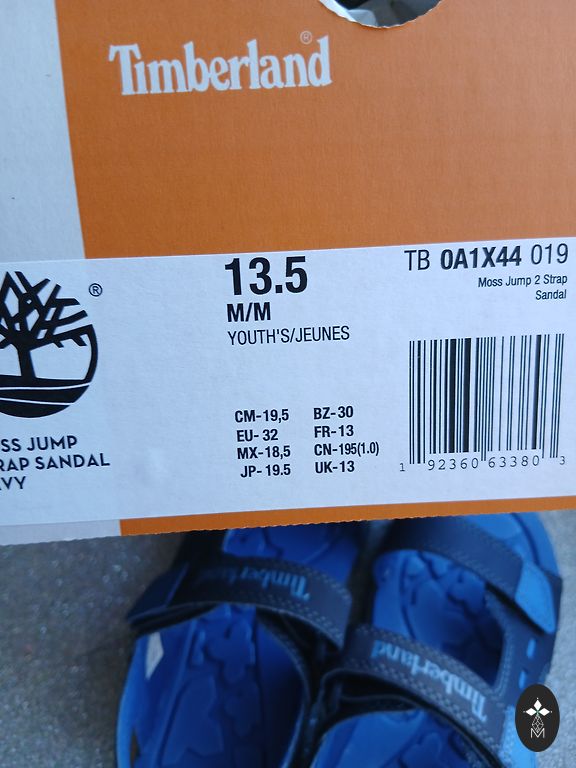 Timberland®
TB 0A1X44 019
Moss Jump 2 Strap
Sandal
13.5
M/M
YOUTH'S/JEUNES
®
CM-19,5 BZ-30
EU- 32 FR-13
MX-18,5 CN-195(1.0)
JP- 19.5 UK-13
1 92360 63380 3
SS JUMP
RAP SANDAL
VY
Timberland
Timberland
M